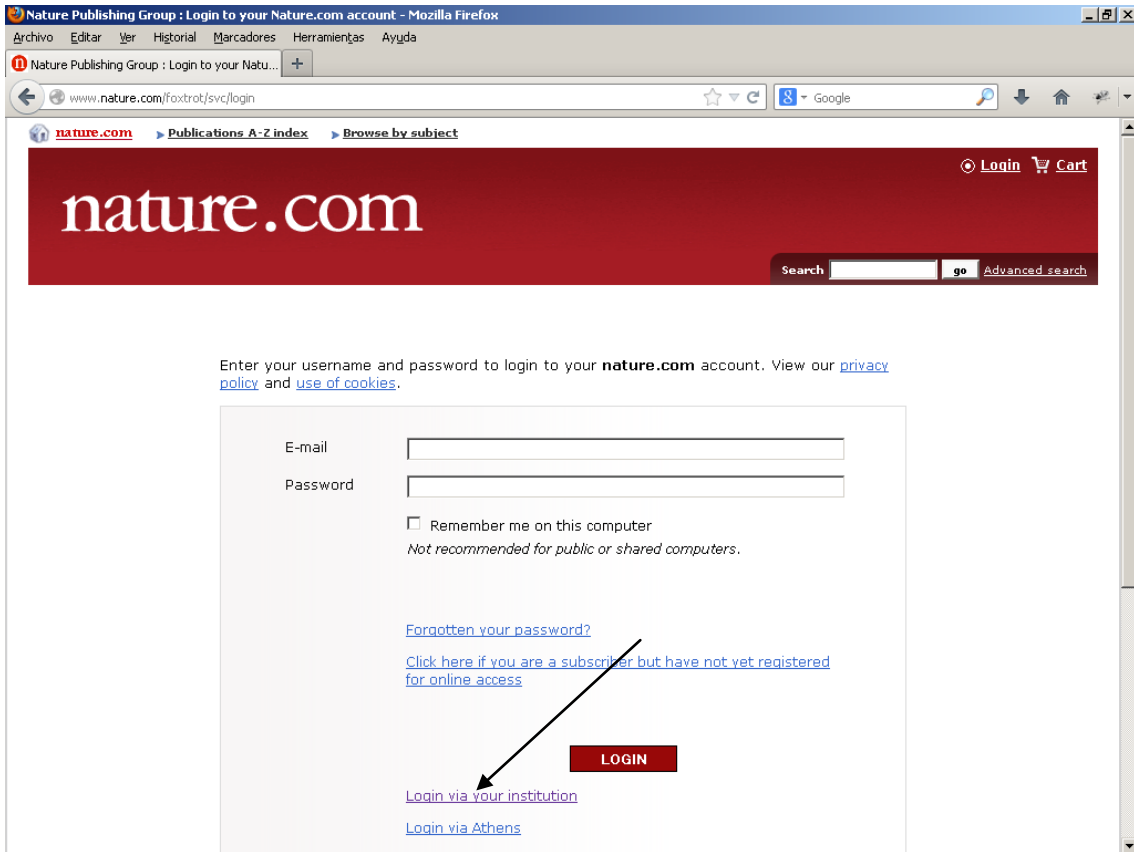 Nature Publishing Group : Login to your Nature.com account - Mozilla Firefox
Archivo Editar Ver Historial Marcadores Herramientas Ayuda
Nature Publishing Group : Login to your Natu... +
www.nature.com/foxtrot/svc/login
8 Google
nature.com Publications A-Z index Browse by subject
Login Cart
nature.com
Search go Advanced search
Enter your username and password to login to your nature.com account. View our privacy
policy and use of cookies.
E-mail
Password
Remember me on this computer
Not recommended for public or shared computers.
Forgotten your password?
Click here if you are a subscriber but have not yet registered
for online access
LOGIN
Login via your institution
Login via Athens